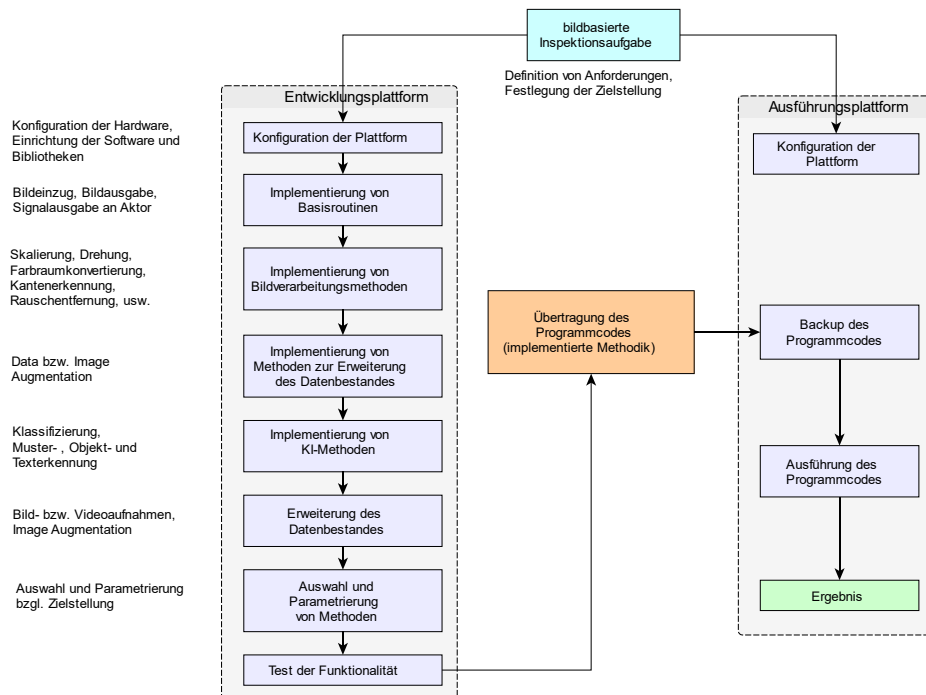 bildbasierte
Inspektionsaufgabe
Definition von Anforderungen,
Festlegung der Zielstellung
Entwicklungsplattform
Konfiguration der Hardware,
Einrichtung der Software und
Bibliotheken
Konfiguration der Plattform
Bildeinzug, Bildausgabe,
Signalausgabe an Aktor
Implementierung von
Basisroutinen
Skalierung, Drehung,
Farbraumkonvertierung,
Kantenerkennung,
Rauschentfernung, usw.
Implementierung von
Bildverarbeitungsmethoden
Data bzw. Image
Augmentation
Implementierung von
Methoden zur Erweiterung
des Datenbestandes
Klassifizierung,
Muster- , Objekt- und
Texterkennung
Implementierung von
KI-Methoden
Bild- bzw. Videoaufnahmen,
Image Augmentation
Erweiterung des
Datenbestandes
Auswahl und Parametrierung
bzgl. Zielstellung
Auswahl und
Parametrierung
von Methoden
Test der Funktionalität
Übertragung des
Programmcodes
(implementierte Methodik)
Ausführungsplattform
Konfiguration der
Plattform
Backup des
Programmcodes
Ausführung des
Programmcodes
Ergebnis